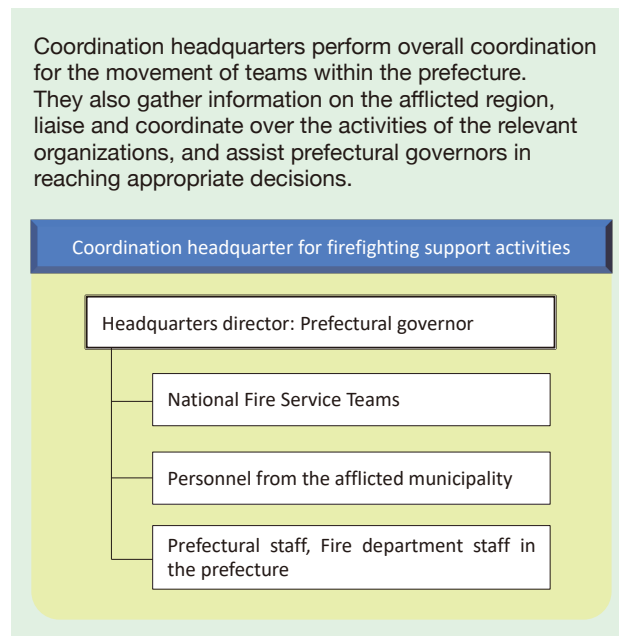 Coordination headquarters perform overall coordination
for the movement of teams within the prefecture.
They also gather information on the afflicted region,
liaise and coordinate over the activities of the relevant
organizations, and assist prefectural governors in
reaching appropriate decisions.
Coordination headquarter for firefighting support activities
Headquarters director: Prefectural governor
National Fire Service Teams
Personnel from the afflicted municipality
Prefectural staff, Fire department staff in
the prefecture